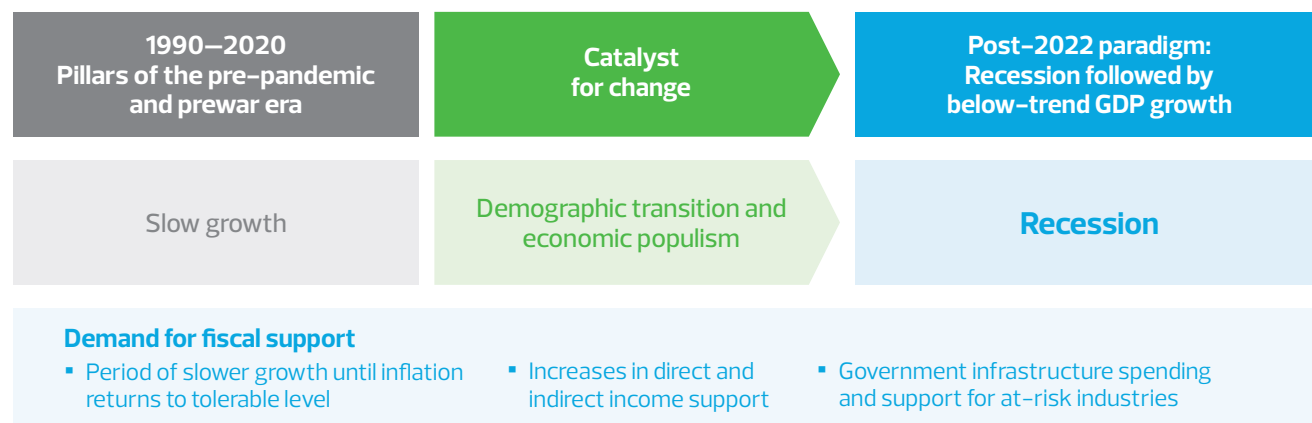 1990—2020
Pillars of the pre-pandemic
and prewar era
Catalyst
for change
Post-2022 paradigm:
Recession followed by
below-trend GDP growth
Slow growth
Demographic transition and
economic populism
Recession
Demand for fiscal support
▪ Period of slower growth until inflation
returns to tolerable level
▪ Increases in direct and
indirect income support
▪ Government infrastructure spending
and support for at-risk industries